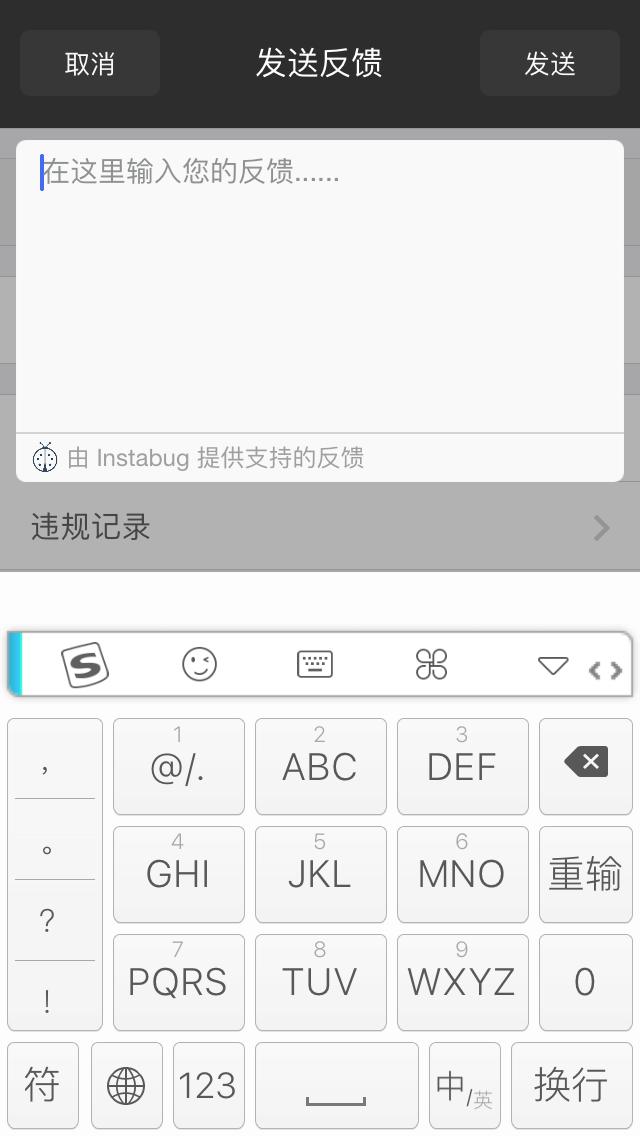 取消 发送反馈 发送
在这里输入您的反馈......
由 Instabug 提供支持的反馈
违规记录
S
， 1 2 3
@/. ABC DEF
。 4 5 6
GHI JKL MNO 重输
?
7 8 9
PQRS TUV WXYZ 0
!
符 123 中/英 换行